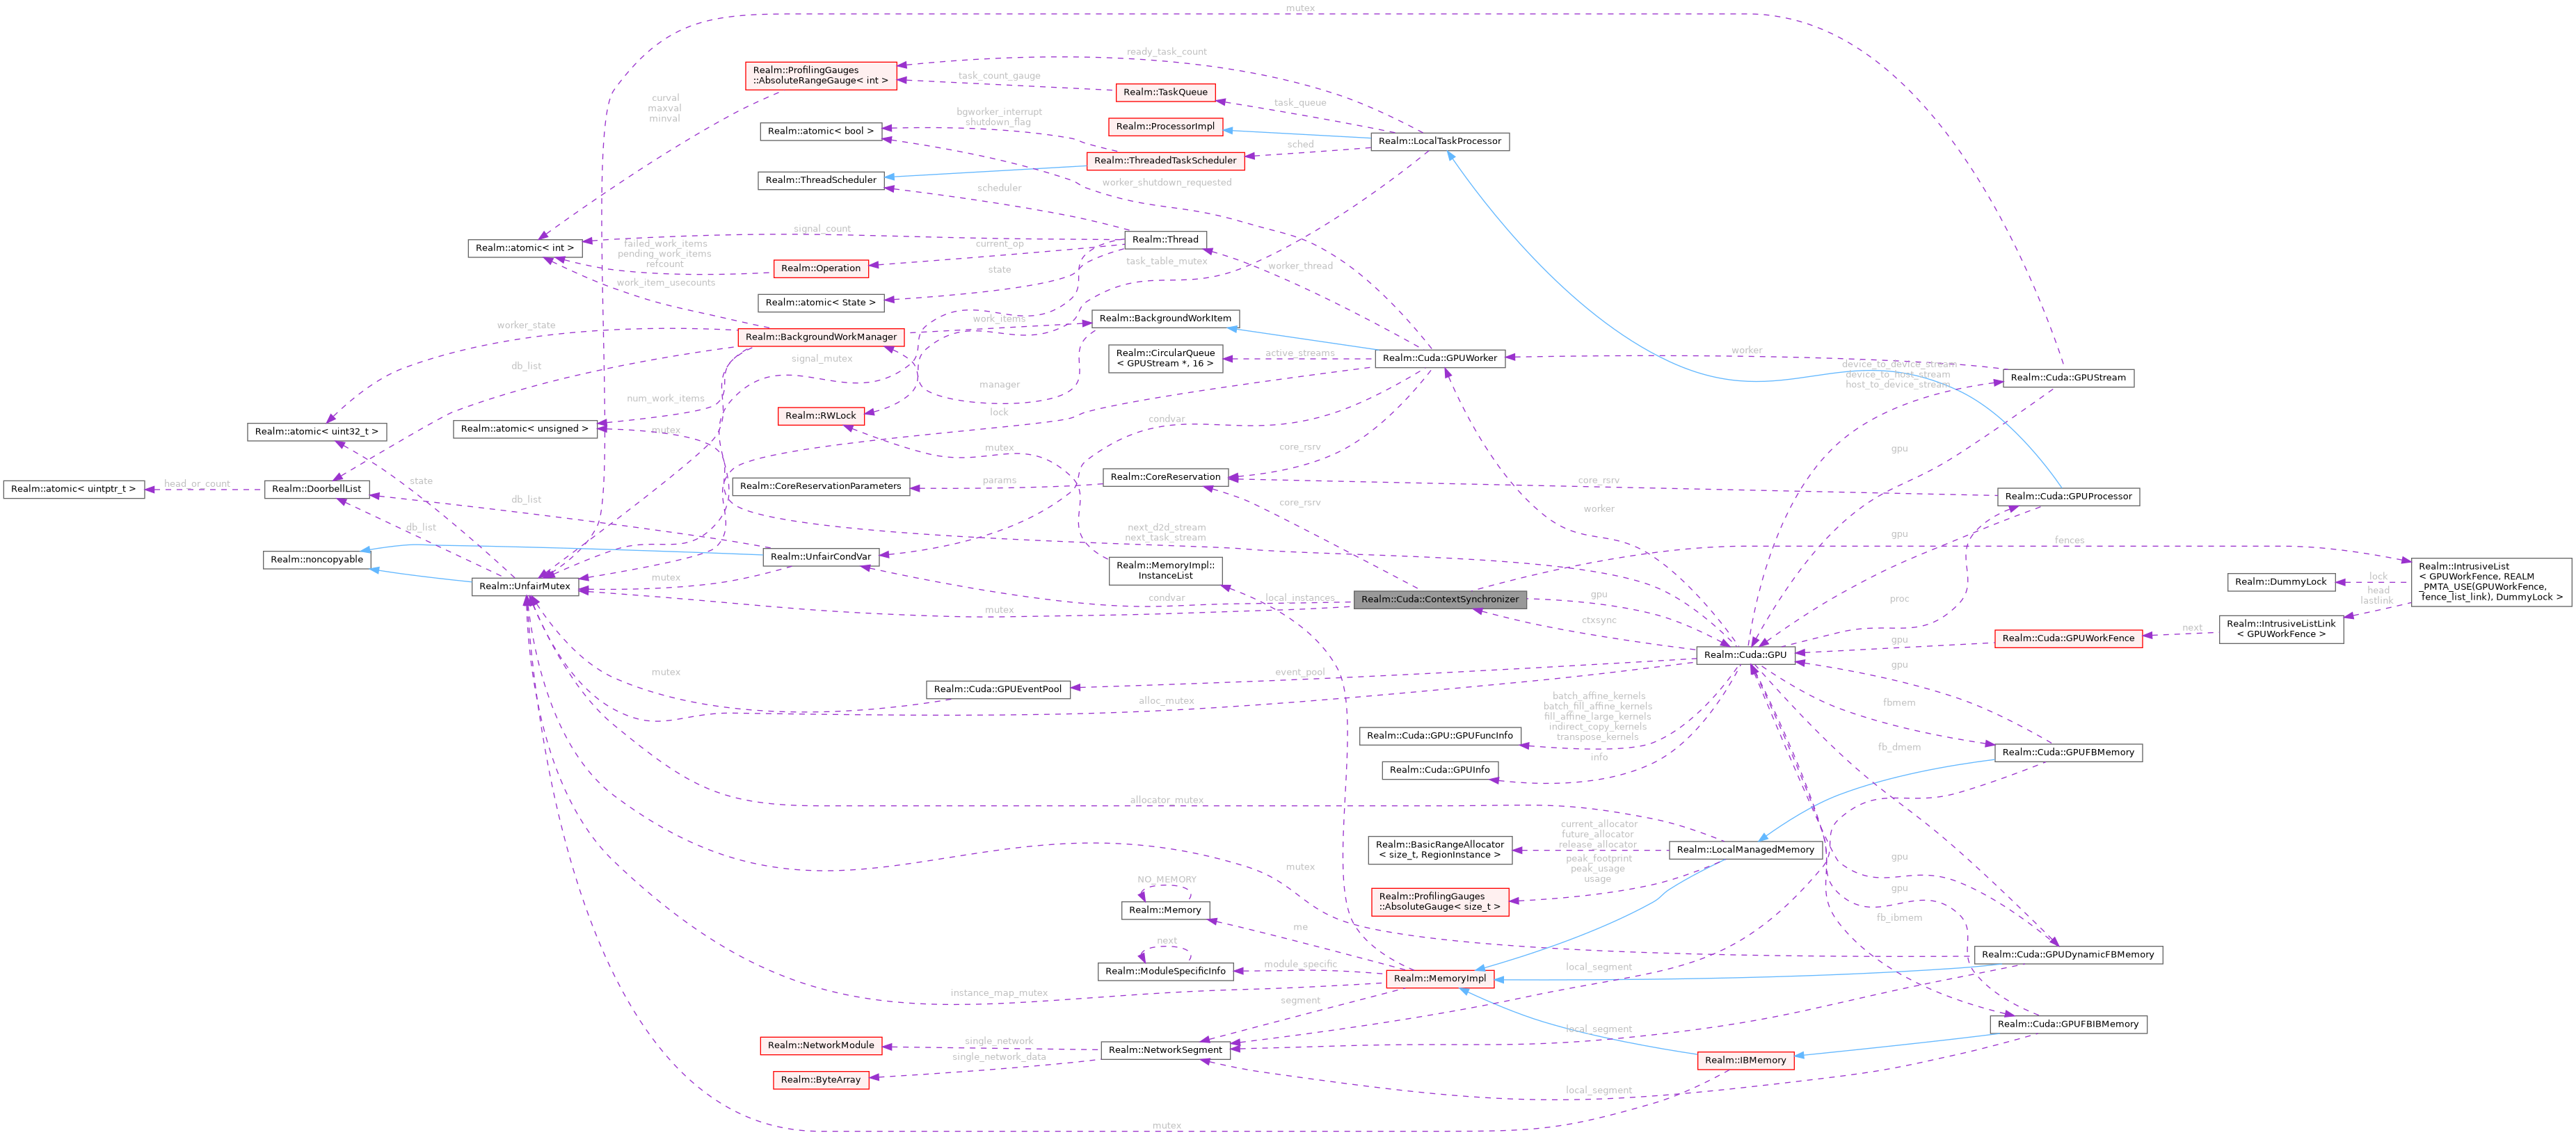 mutex
ready_task_count
Realm::ProfilingGauges
::AbsoluteRangeGauge< int >
task_count_gauge
Realm::TaskQueue
curval
maxval
minval
task_queue
bgworker_interrupt
shutdown_flag
Realm::atomic< bool >
Realm::ProcessorImpl
Realm::LocalTaskProcessor
sched
Realm::ThreadedTaskScheduler
Realm::ThreadScheduler
scheduler
worker_shutdown_requested
signal_count
Realm::Thread
Realm::atomic< int >
failed_work_items
pending_work_items
refcount
current_op
Realm::Operation
task_table_mutex
worker_thread
state
work_item_usecounts
Realm::atomic< State >
worker_state
Realm::BackgroundWorkManager
work_items
Realm::BackgroundWorkItem
signal_mutex
Realm::CircularQueue
< GPUStream *, 16 >
active_streams
Realm::Cuda::GPUWorker
worker
db_list
device_to_device_stream
device_to_host_stream
host_to_device_stream
Realm::Cuda::GPUStream
manager
num_work_items
Realm::RWLock
lock
condvar
Realm::atomic< uint32_t >
Realm::atomic< unsigned >
mutex
mutex
core_rsrv
gpu
Realm::atomic< uintptr_t >
head_or_count
Realm::DoorbellList
state
Realm::CoreReservationParameters
params
Realm::CoreReservation
core_rsrv
core_rsrv
Realm::Cuda::GPUProcessor
db_list
worker
db_list
next_d2d_stream
next_task_stream
gpu
fences
Realm::noncopyable
Realm::UnfairCondVar
Realm::MemoryImpl::
InstanceList
Realm::IntrusiveList
< GPUWorkFence, REALM
_PMTA_USE(GPUWorkFence,
fence_list_link), DummyLock >
Realm::UnfairMutex
mutex
condvar
local_instances
Realm::Cuda::ContextSynchronizer
gpu
proc
Realm::DummyLock
lock
head
lastlink
mutex
ctxsync
Realm::Cuda::GPUWorkFence
next
Realm::IntrusiveListLink
< GPUWorkFence >
gpu
Realm::Cuda::GPU
gpu
mutex
Realm::Cuda::GPUEventPool
event_pool
alloc_mutex
batch_affine_kernels
batch_fill_affine_kernels
fill_affine_large_kernels
indirect_copy_kernels
transpose_kernels
fbmem
Realm::Cuda::GPU::GPUFuncInfo
info
fb_dmem
Realm::Cuda::GPUFBMemory
Realm::Cuda::GPUInfo
allocator_mutex
current_allocator
future_allocator
release_allocator
Realm::BasicRangeAllocator
< size_t, RegionInstance >
Realm::LocalManagedMemory
mutex
peak_footprint
peak_usage
usage
gpu
NO_MEMORY
Realm::Memory
Realm::ProfilingGauges
::AbsoluteGauge< size_t >
gpu
me
fb_ibmem
next
Realm::ModuleSpecificInfo
module_specific
Realm::MemoryImpl
local_segment
Realm::Cuda::GPUDynamicFBMemory
instance_map_mutex
segment
local_segment
Realm::Cuda::GPUFBIBMemory
Realm::NetworkModule
single_network
single_network_data
Realm::NetworkSegment
Realm::IBMemory
Realm::ByteArray
local_segment
mutex